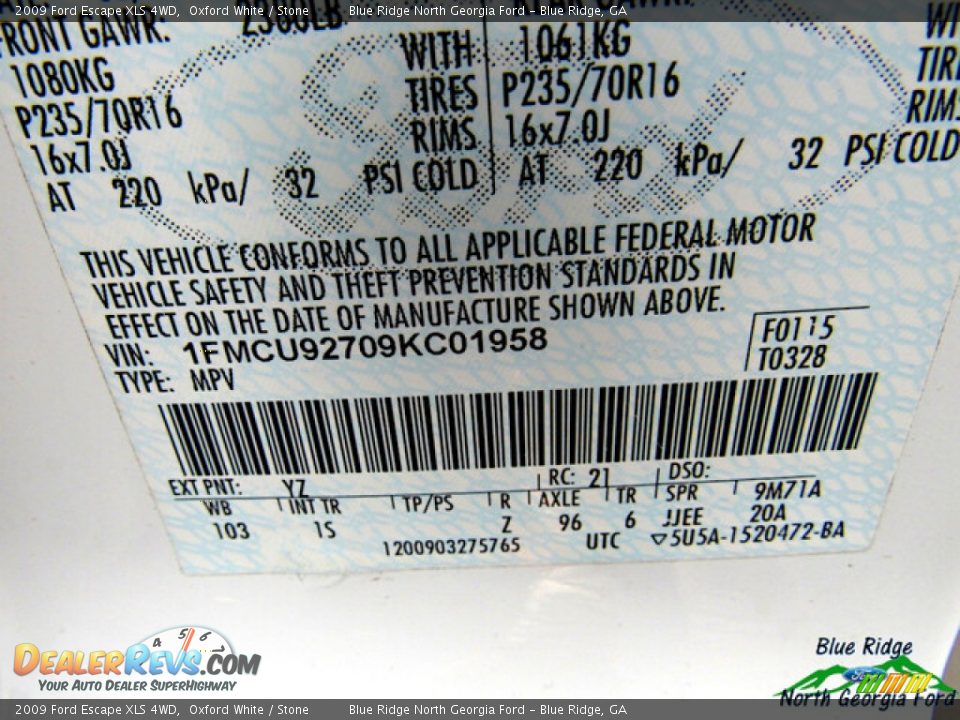 2009 Ford Escape XLS 4WD, Oxford White / Stone Blue Ridge North Georgia Ford – Blue Ridge, GA
FRONT GAWR:
1080KG WITH 1061KG
P235/70R16 TIRES P235/70R16 TIRE
16x7.0J RIMS 16x7.0J RIMS
AT 220 kPa/ 32 PSI COLD AT 220 kPa/ 32 PSI COLD
THIS VEHICLE CONFORMS TO ALL APPLICABLE FEDERAL MOTOR
VEHICLE SAFETY AND THEFT PREVENTION STANDARDS IN
EFFECT ON THE DATE OF MANUFACTURE SHOWN ABOVE.
VIN: 1FMCU92709KC01958 F0115
TYPE: MPV T0328
EXT PNT: YZ RC: 21 DSO:
WB INT TR TP/PS R AXLE TR SPR 9M71A
103 1S Z 96 6 JJEE 20A
1200903275765 UTC ▽5U5A-1520472-BA
DEALERREVS.COM
YOUR AUTO DEALER SUPERHIGHWAY
Blue Ridge
North Georgia Ford
2009 Ford Escape XLS 4WD, Oxford White / Stone Blue Ridge North Georgia Ford – Blue Ridge, GA